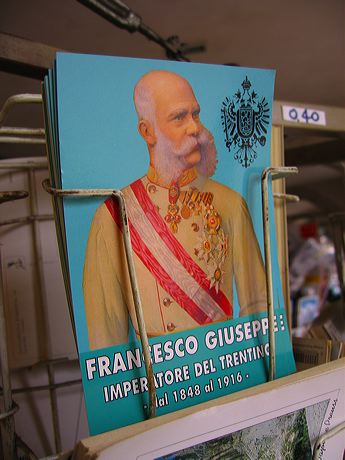 0,40
FRANCESCO GIUSEPPE:
IMPERATORE DEL TRENTINO
- dal 1848 al 1916 -